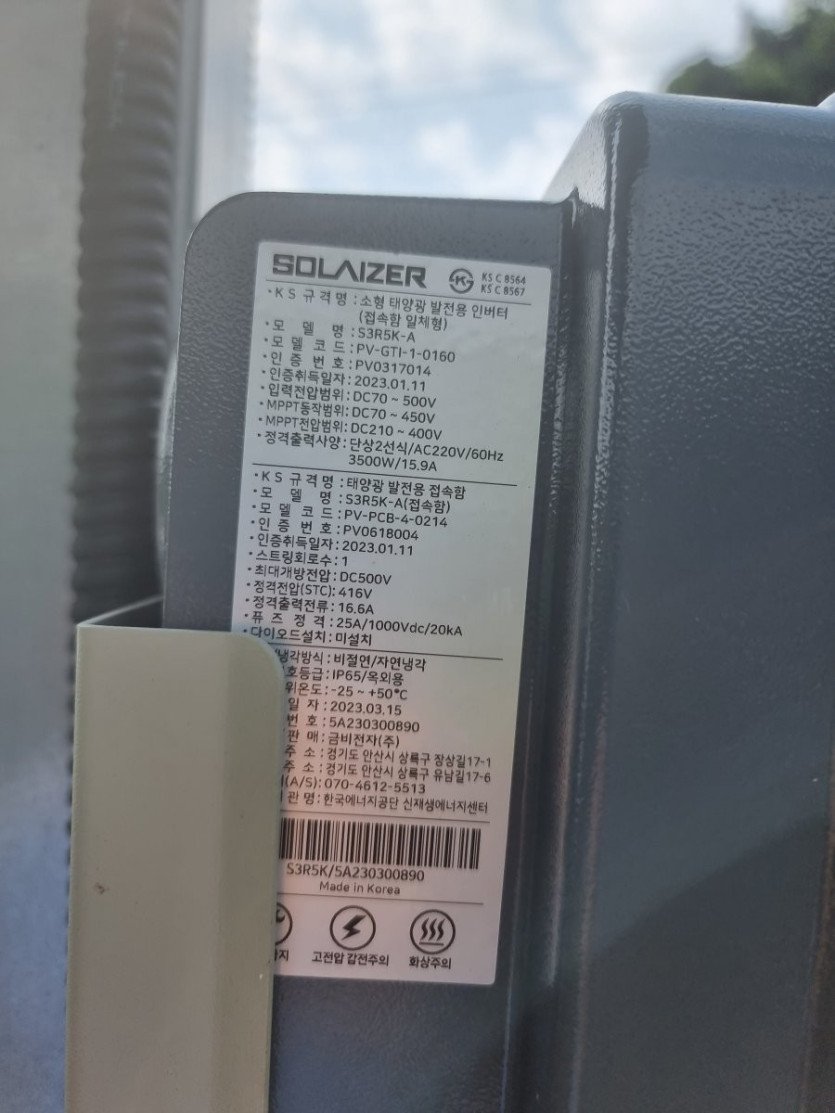 SOLAIZER
KS C 8564
KS C 8567
·K S 규 격 명 : 소형 태양광 발전용 인버터
(접속함 일체형)
·모 델 명 : S3R5K-A
·모 델 코 드 : PV-GTI-1-0160
·인 증 번 호 : PV0317014
·인증취득일자 : 2023.01.11
·입력전압범위: DC70 ~ 500V
·MPPT동작범위: DC70 ~ 450V
·MPPT전압범위: DC210 ~ 400V
·정격출력사양 : 단상2선식/AC220V/60Hz
3500W/15.9A
·K S 규 격 명 : 태양광 발전용 접속함
·모 델 명 : S3R5K-A(접속함)
·모 델 코 드 : PV-PCB-4-0214
·인 증 번 호 : PV0618004
·인증취득일자 : 2023.01.11
·스트링회로수 : 1
·최대개방전압 : DC500V
·정격전압(STC): 416V
·정격출력전류 : 16.6A
·퓨 즈 정 격 : 25A/1000Vdc/20kA
·다이오드설치 : 미설치
/냉각방식 : 비절연/자연냉각
호등급 : IP65/옥외용
위온도 : -25 ~ +50°C
일 자 : 2023.03.15
번 호 : 5A230300890
판 매 : 금비전자(주)
주 소 : 경기도 안산시 상록구 장상길17-1
주 소 : 경기도 안산시 상록구 유남길17-6
(A/S): 070-4612-5513
관 명 : 한국에너지공단 신재생에너지센터
S3R5K/5A230300890
Made in Korea
지 고전압 감전주의 화상주의